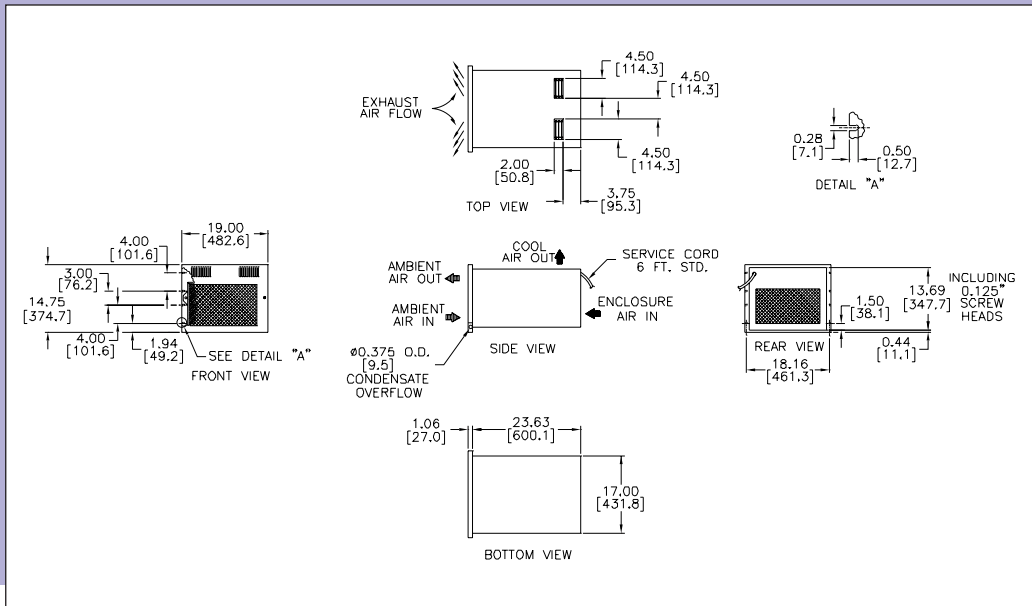 4.50
[114.3]
4.50
[114.3]
EXHAUST
AIR FLOW
2.00
[50.8]
4.50
[114.3]
3.75
[95.3]
TOP VIEW
0.28
[7.1]
0.50
[12.7]
DETAIL "A"
19.00
[482.6]
4.00
[101.6]
3.00
[76.2]
14.75
[374.7]
4.00
[101.6]
1.94
[49.2]
SEE DETAIL "A"
FRONT VIEW
COOL
AIR OUT
SERVICE CORD
6 FT. STD.
AMBIENT
AIR OUT
AMBIENT
AIR IN
ENCLOSURE
AIR IN
SIDE VIEW
ø0.375 O.D.
[9.5]
CONDENSATE
OVERFLOW
INCLUDING
0.125"
SCREW
HEADS
13.69
[347.7]
1.50
[38.1]
0.44
[11.1]
REAR VIEW
18.16
[461.3]
1.06
[27.0]
23.63
[600.1]
17.00
[431.8]
BOTTOM VIEW